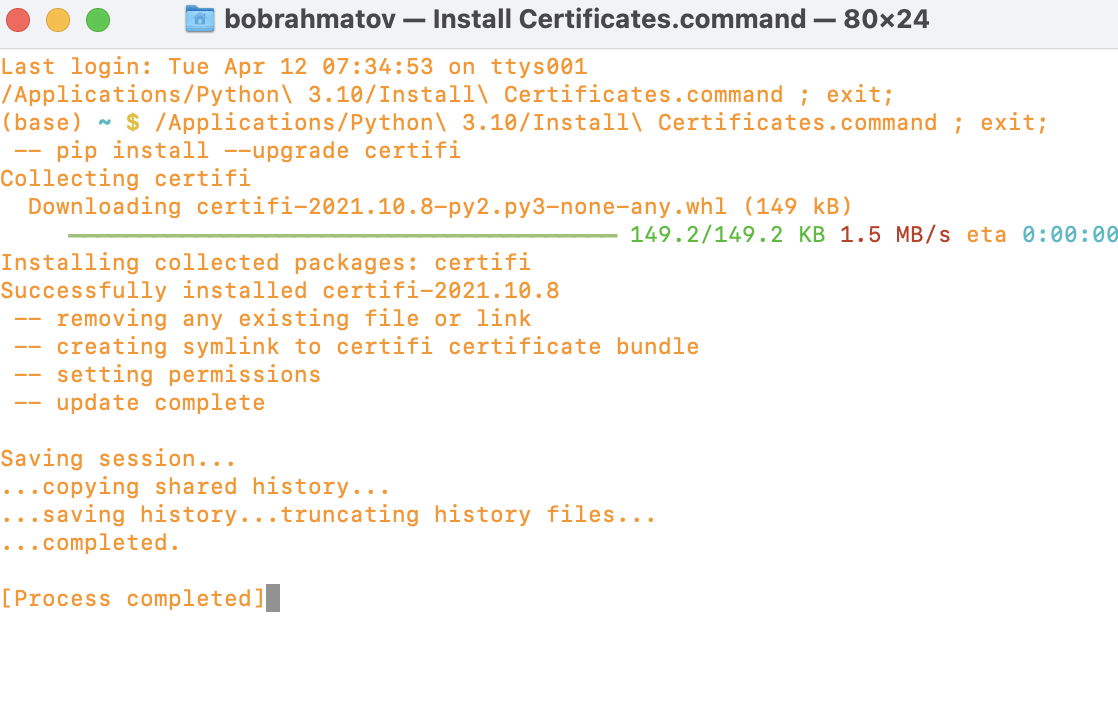 bobrahmatov — Install Certificates.command — 80×24
Last login: Tue Apr 12 07:34:53 on ttys001
/Applications/Python\ 3.10/Install\ Certificates.command ; exit;
(base) ~ $ /Applications/Python\ 3.10/Install\ Certificates.command ; exit;
 -- pip install --upgrade certifi
Collecting certifi
  Downloading certifi-2021.10.8-py2.py3-none-any.whl (149 kB)
149.2/149.2 KB 1.5 MB/s eta 0:00:00
Installing collected packages: certifi
Successfully installed certifi-2021.10.8
 -- removing any existing file or link
 -- creating symlink to certifi certificate bundle
 -- setting permissions
 -- update complete
Saving session...
...copying shared history...
...saving history...truncating history files...
...completed.
[Process completed]